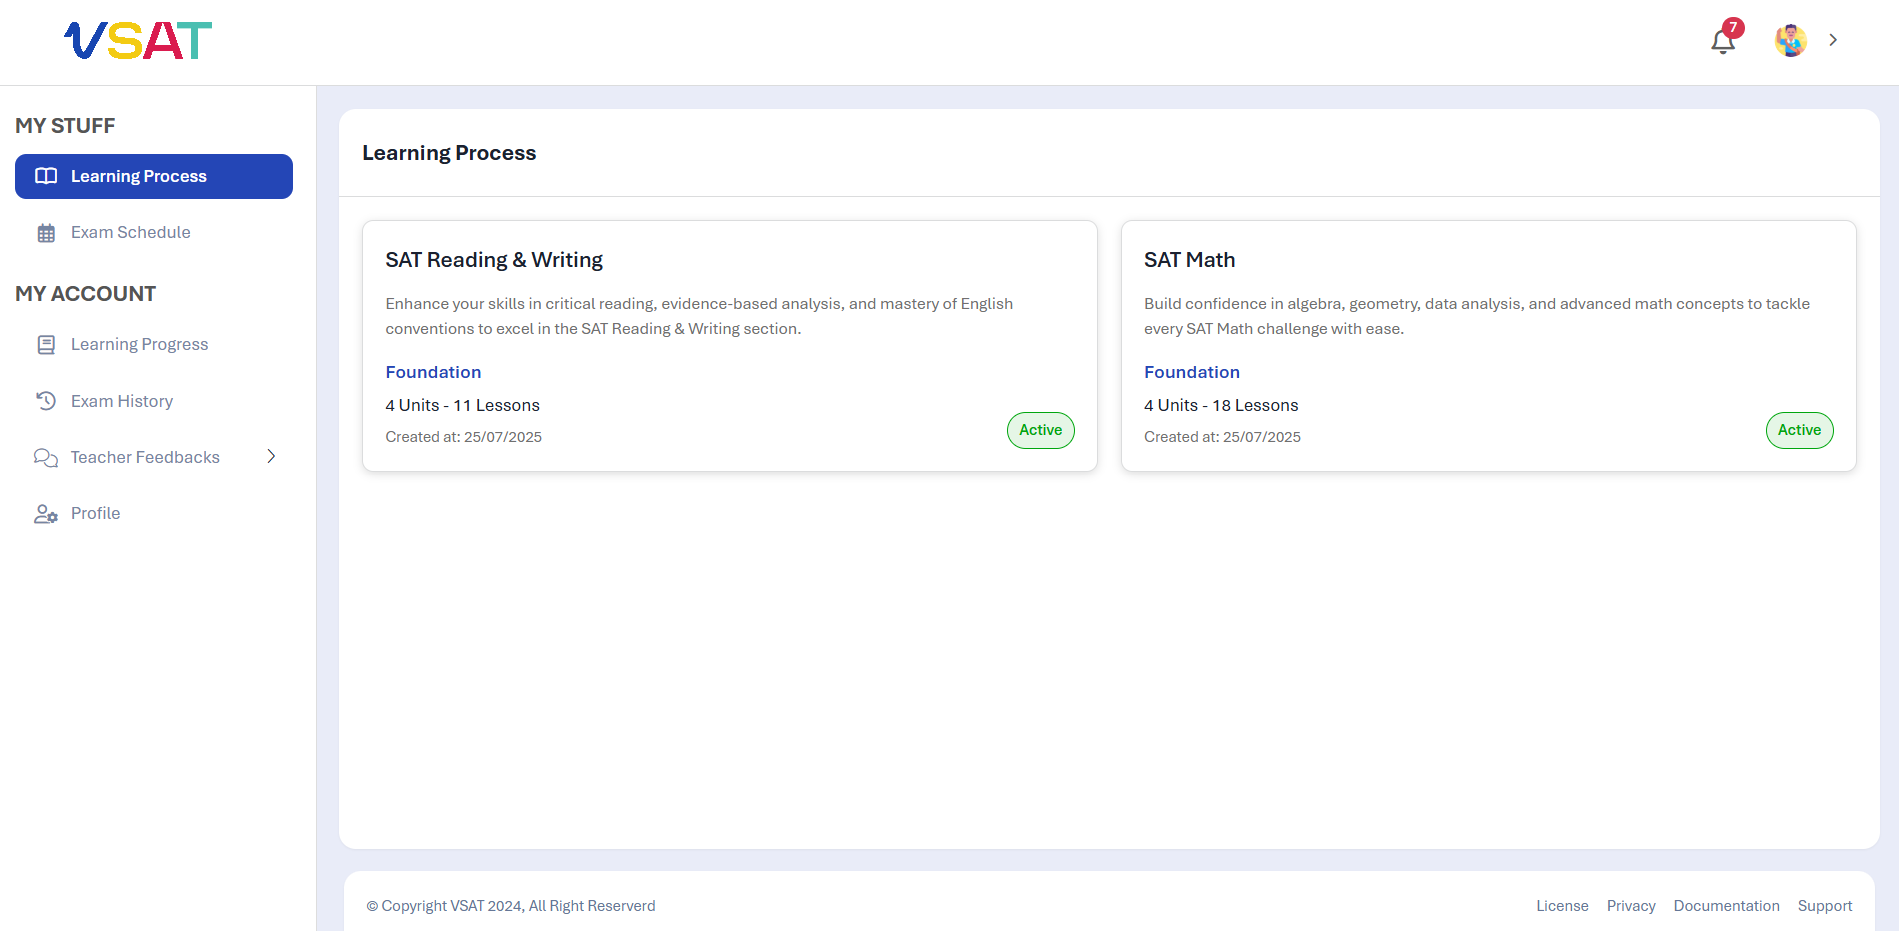 VSAT
7
MY STUFF
Learning Process
Exam Schedule
MY ACCOUNT
Learning Progress
Exam History
Teacher Feedbacks
Profile
Learning Process
SAT Reading & Writing
Enhance your skills in critical reading, evidence-based analysis, and mastery of English
conventions to excel in the SAT Reading & Writing section.
Foundation
4 Units - 11 Lessons
Created at: 25/07/2025
Active
SAT Math
Build confidence in algebra, geometry, data analysis, and advanced math concepts to tackle
every SAT Math challenge with ease.
Foundation
4 Units - 18 Lessons
Created at: 25/07/2025
Active
© Copyright VSAT 2024, All Right Reserverd
License Privacy Documentation Support